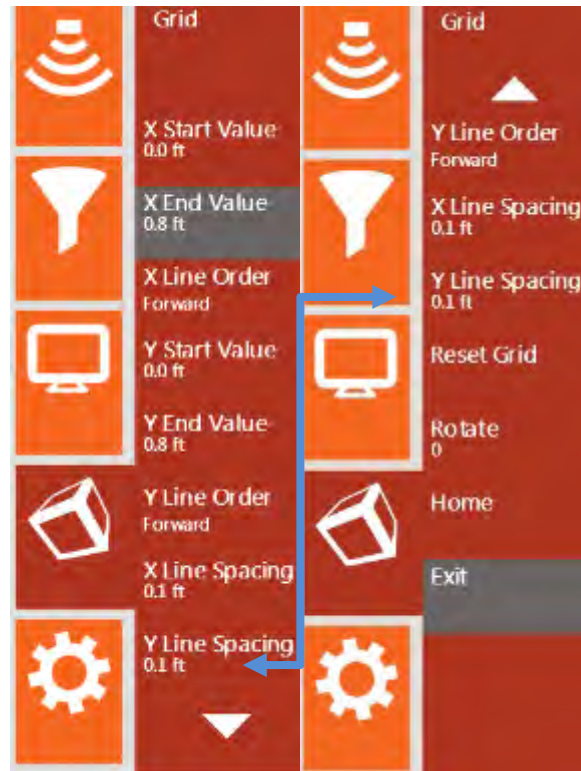 Grid
X Start Value
0.0 ft
X End Value
0.8 ft
X Line Order
Forward
Y Start Value
0.0 ft
Y End Value
0.8 ft
Y Line Order
Forward
X Line Spacing
0.1 ft
Y Line Spacing
0.1 ft
Grid
Y Line Order
Forward
X Line Spacing
0.1 ft
Y Line Spacing
0.1 ft
Reset Grid
Rotate
0
Home
Exit